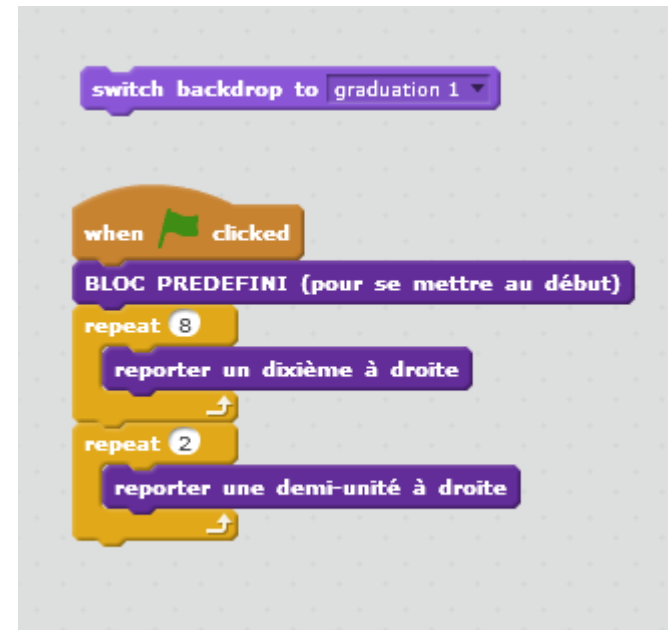 switch backdrop to graduation 1
when clicked
BLOC PREDEFINI (pour se mettre au début)
repeat 8
reporter un dixième à droite
repeat 2
reporter une demi-unité à droite